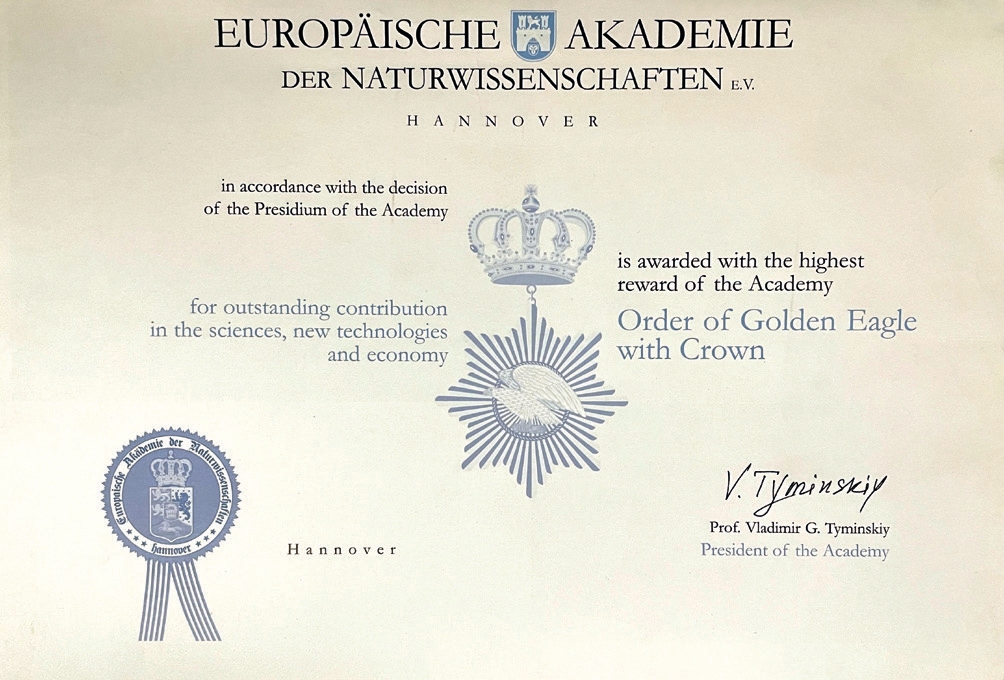 EUROPÄISCHE AKADEMIE
DER NATURWISSENSCHAFTEN E.V.
HANNOVER
in accordance with the decision
of the Presidium of the Academy
is awarded with the highest
reward of the Academy
for outstanding contribution
in the sciences, new technologies
and economy
Order of Golden Eagle
with Crown
Europäische Akademie der Naturwissenschaften
Hannover
Hannover
V. Tyminskiy
Prof. Vladimir G. Tyminskiy
President of the Academy